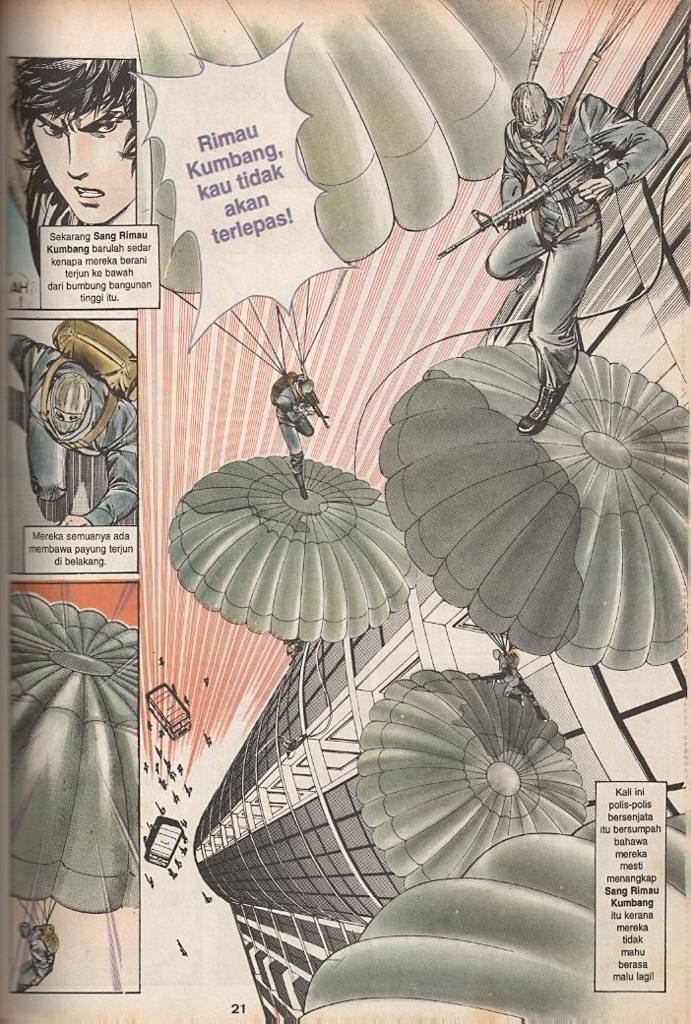 Rimau
Kumbang,
kau tidak
akan
terlepas!
Sekarang Sang Rimau
Kumbang barulah sedar
kenapa mereka berani
terjun ke bawah
dari bumbung bangunan
tinggi itu.
AH!
Mereka semuanya ada
membawa payung terjun
di belakang.
Kali ini
polis-polis
bersenjata
itu bersumpah
bahawa
mereka
mesti
menangkap
Sang Rimau
Kumbang
itu kerana
mereka
tidak
mahu
berasa
malu lagi!
21